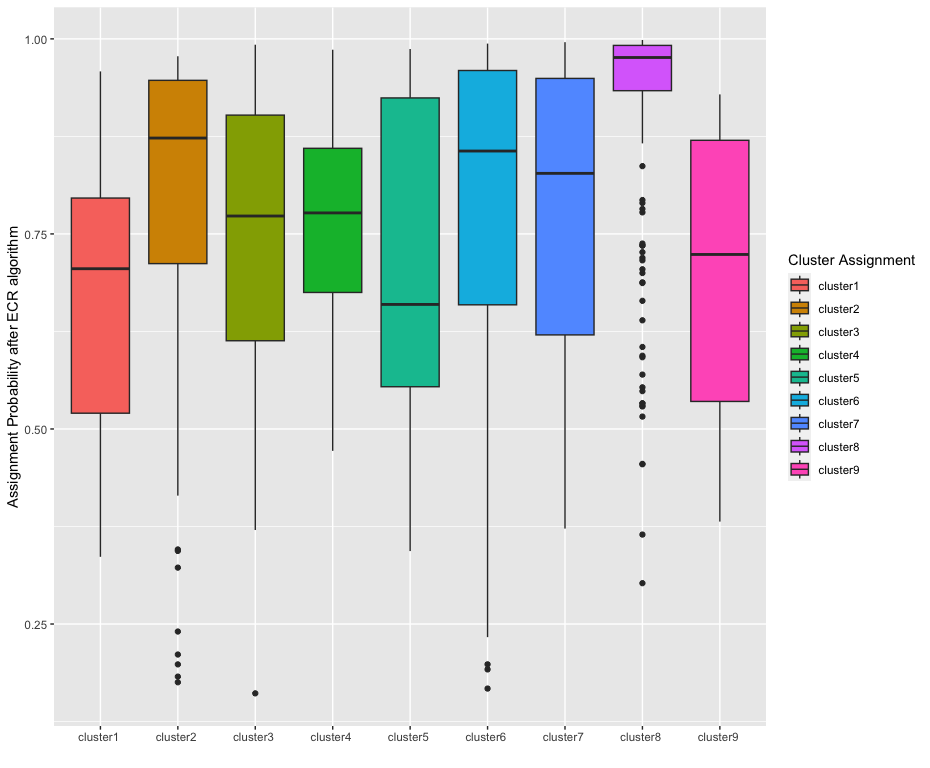 Assignment Probability after ECR algorithm
1.00
0.75
0.50
0.25
cluster1 cluster2 cluster3 cluster4 cluster5 cluster6 cluster7 cluster8 cluster9
Cluster Assignment
cluster1
cluster2
cluster3
cluster4
cluster5
cluster6
cluster7
cluster8
cluster9